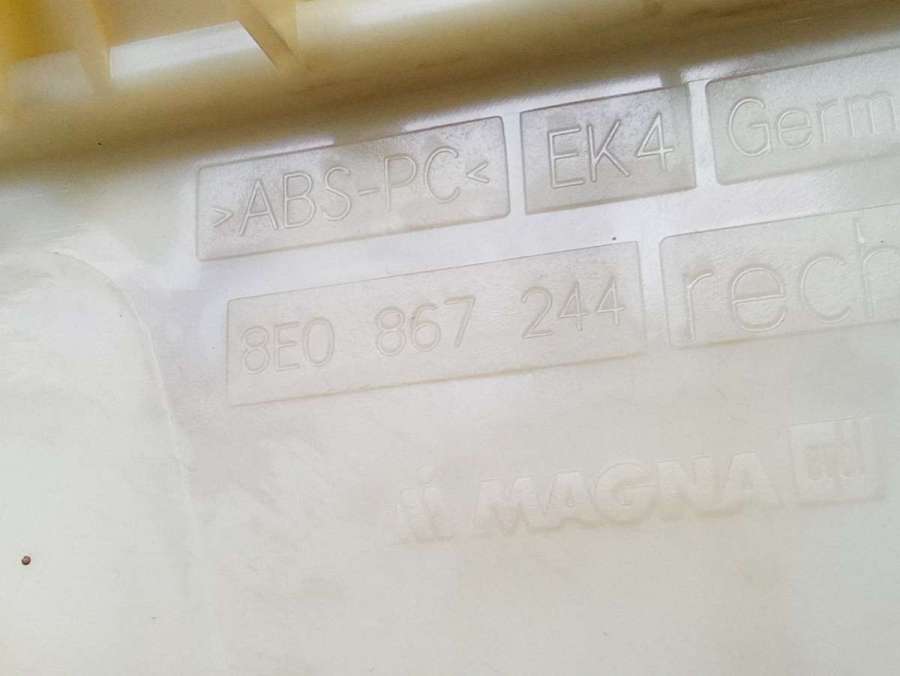 >ABS-PC< EK4 Germ
8E0 867 244 rech
MAGNA